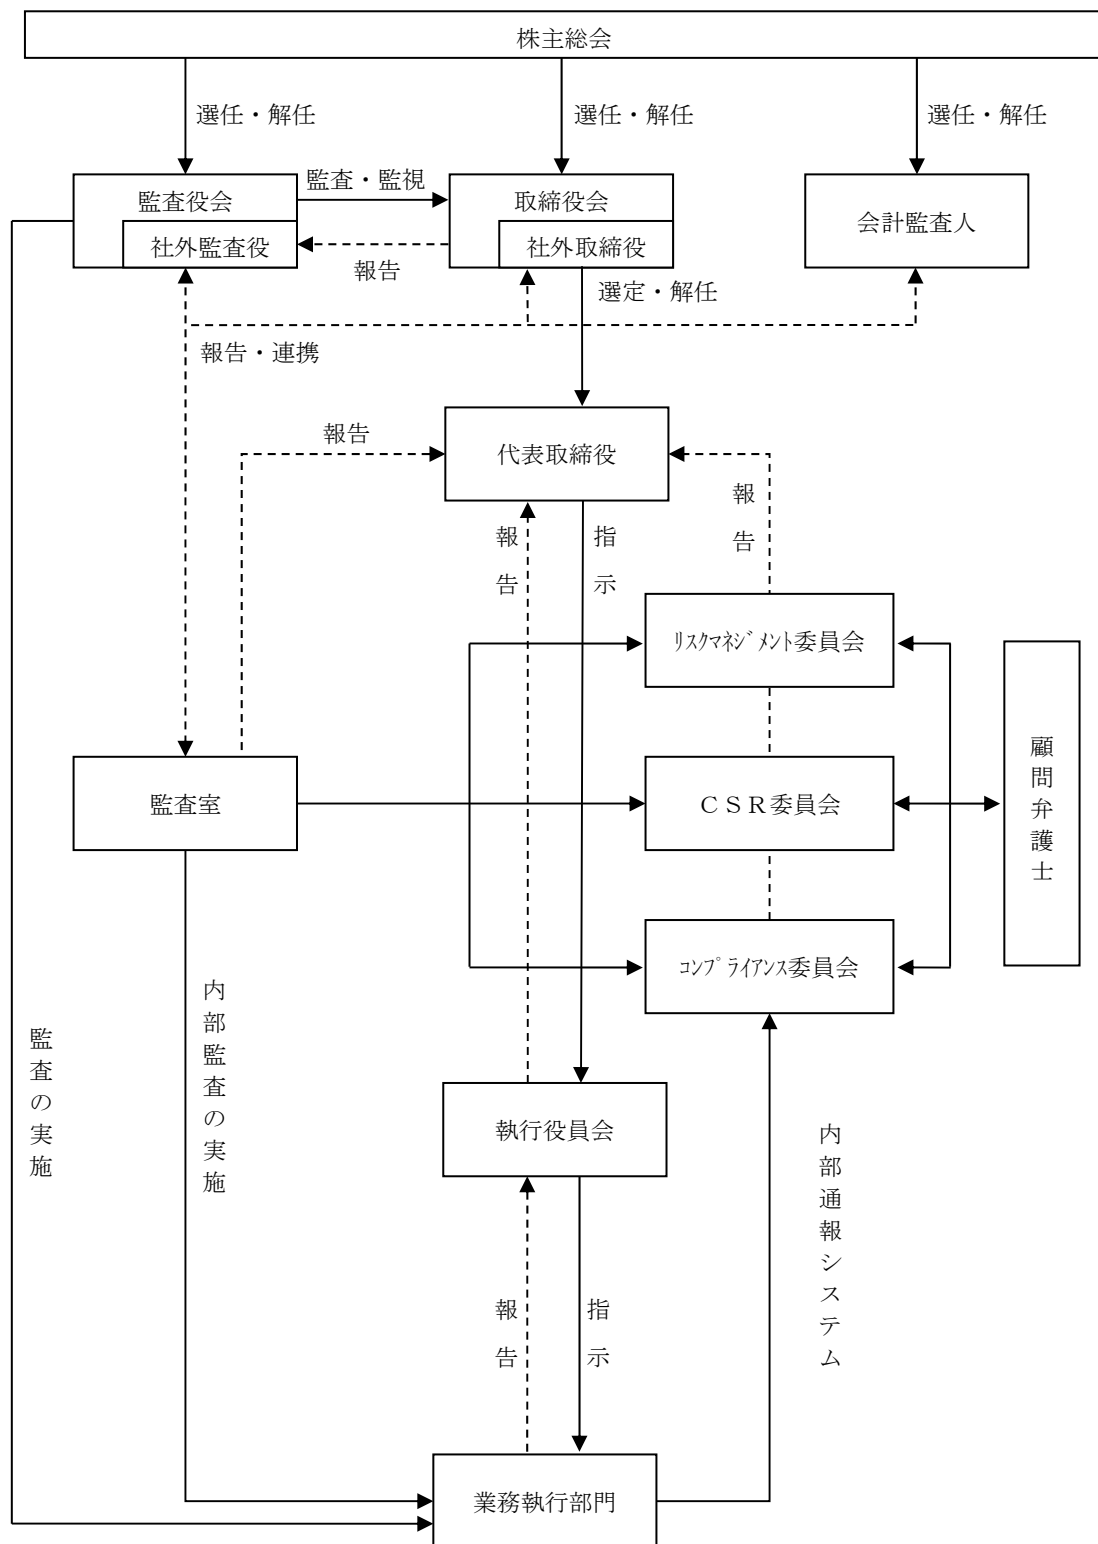 株主総会
選任・解任
選任・解任
選任・解任
監査役会
監査・監視
取締役会
会計監査人
社外監査役
社外取締役
報告
選定・解任
報告・連携
報告
代表取締役
報告
報告
指示
ﾘｽｸﾏﾈｼﾞﾒﾝﾄ委員会
顧問弁護士
監査室
ＣＳＲ委員会
ｺﾝﾌﾟﾗｲｱﾝｽ委員会
監査の実施
内部監査の実施
執行役員会
内部通報システム
報告
指示
業務執行部門